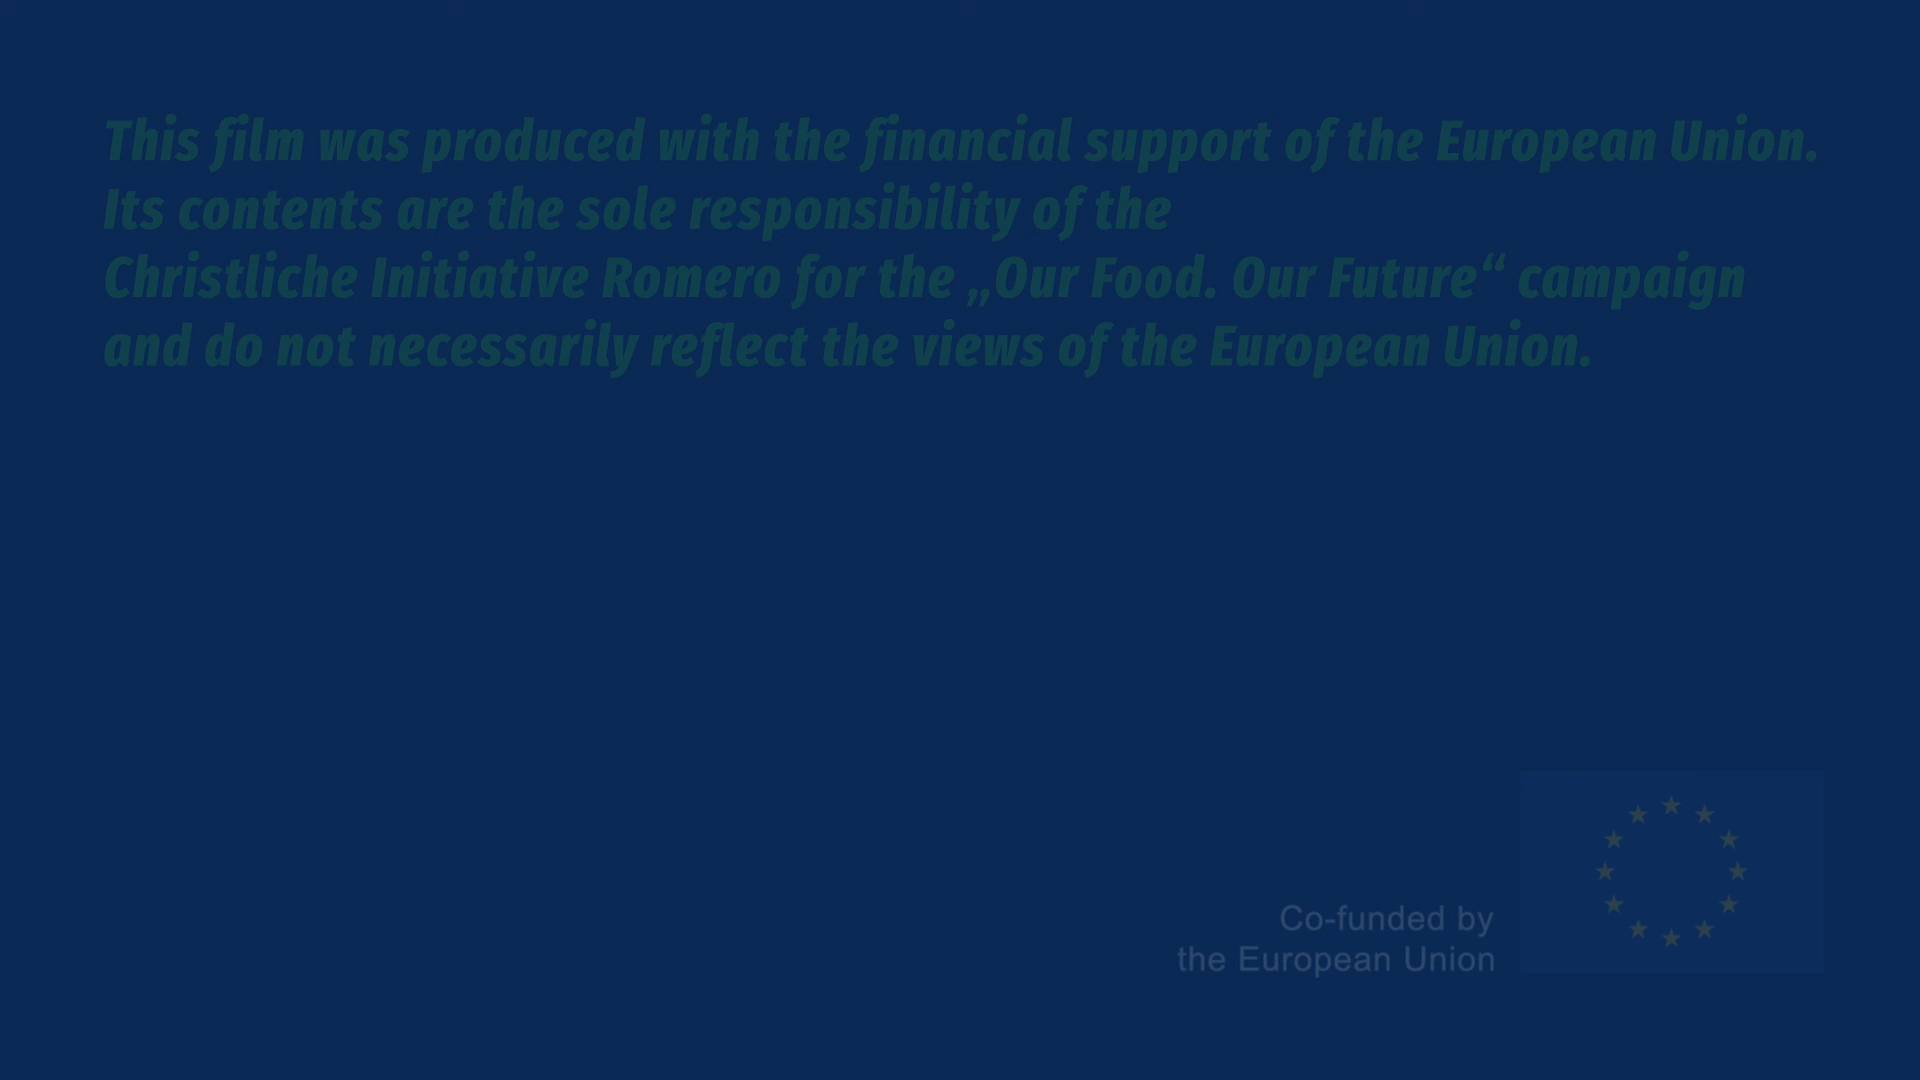 This film was produced with the financial support of the European Union.
Its contents are the sole responsibility of the
Christliche Initiative Romero for the „Our Food. Our Future“ campaign
and do not necessarily reflect the views of the European Union.
Co-funded by
the European Union